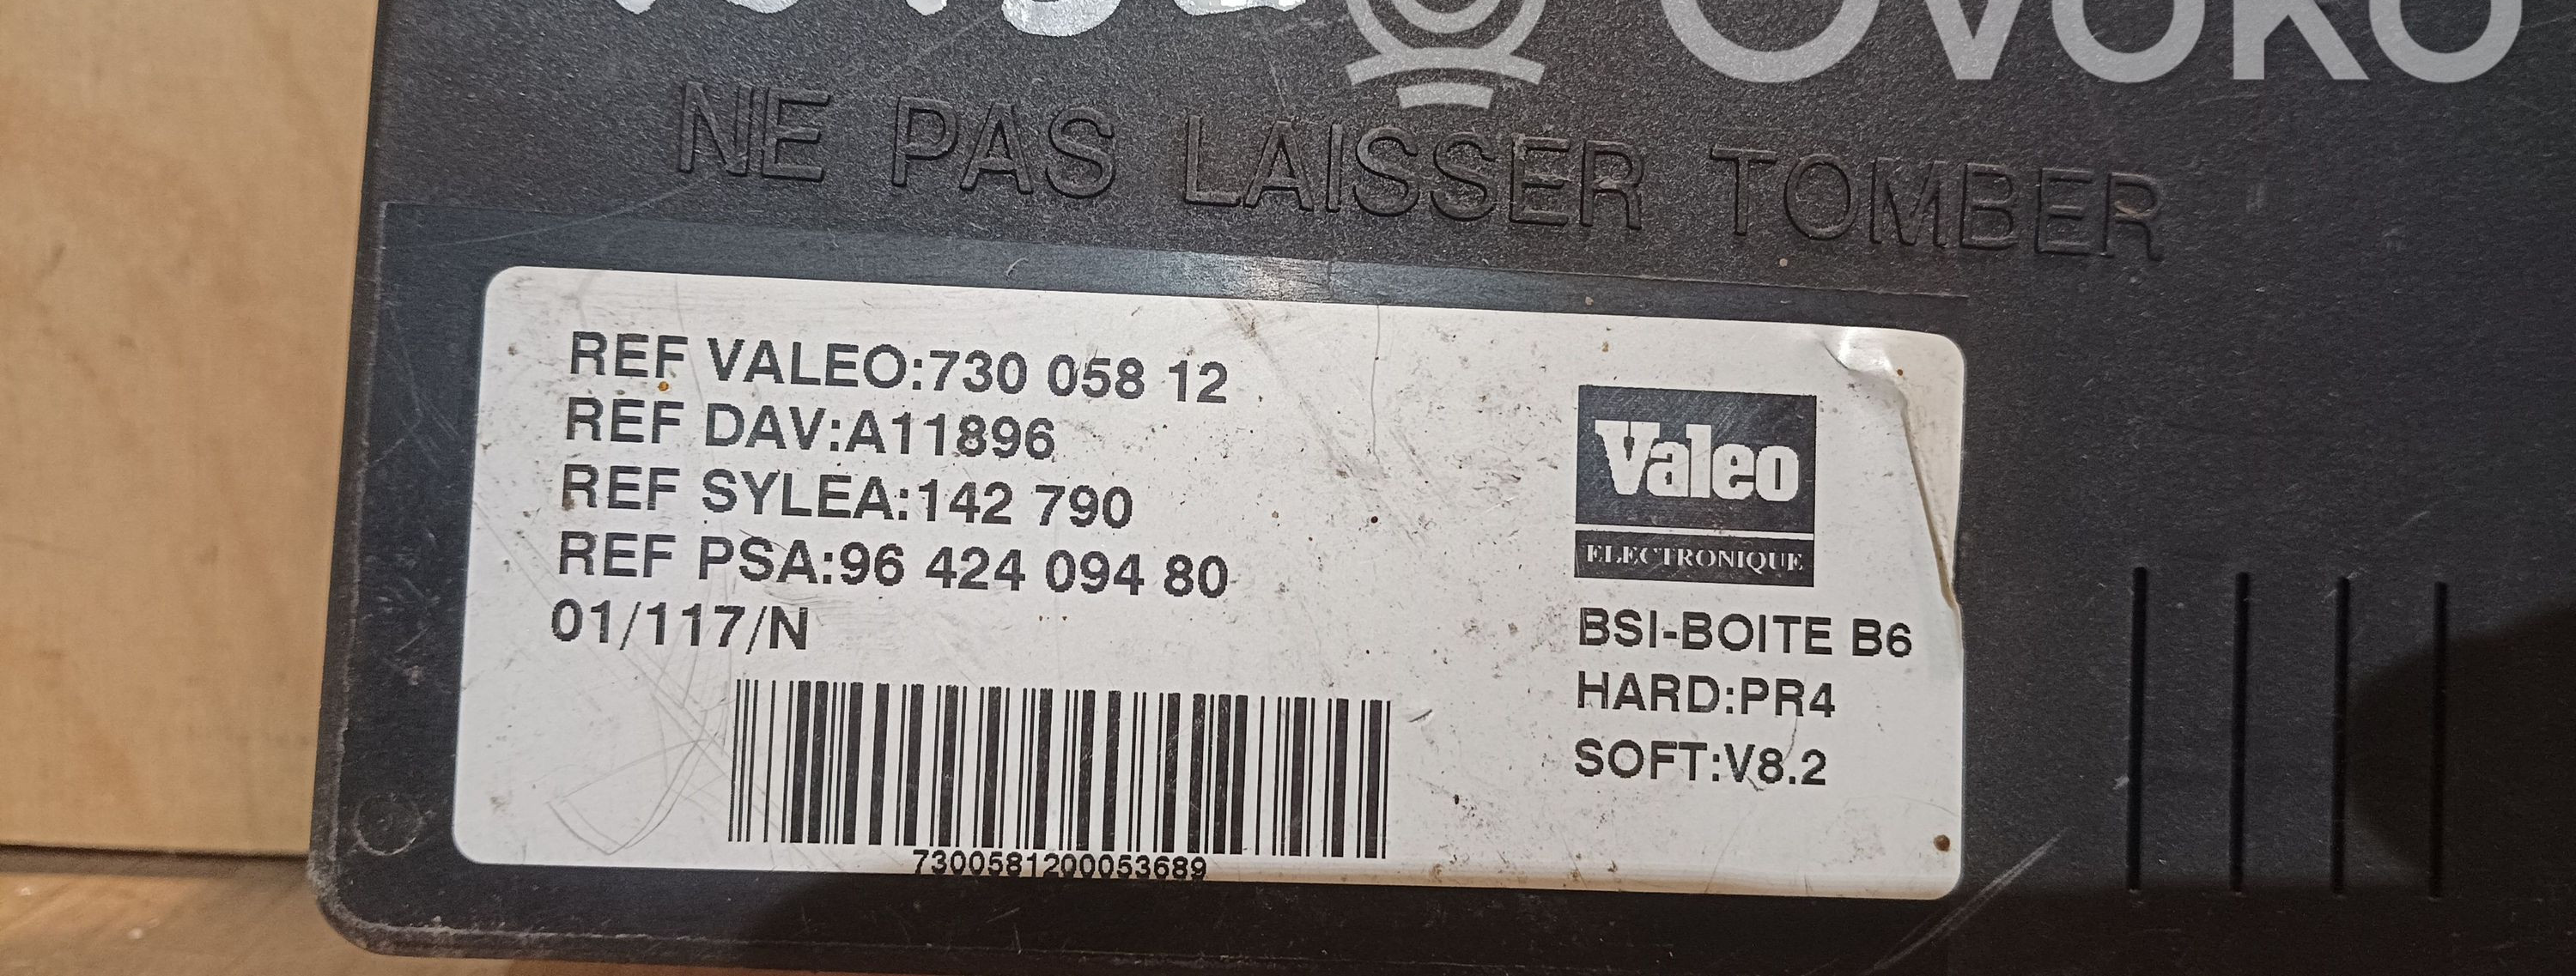 OVOKO
NE PAS LAISSER TOMBER
REF VALEO:730 058 12
REF DAV:A11896
REF SYLEA:142 790
REF PSA:96 424 094 80
01/117/N
7300581200053689
Valeo
ELECTRONIQUE
BSI-BOITE B6
HARD:PR4
SOFT:V8.2